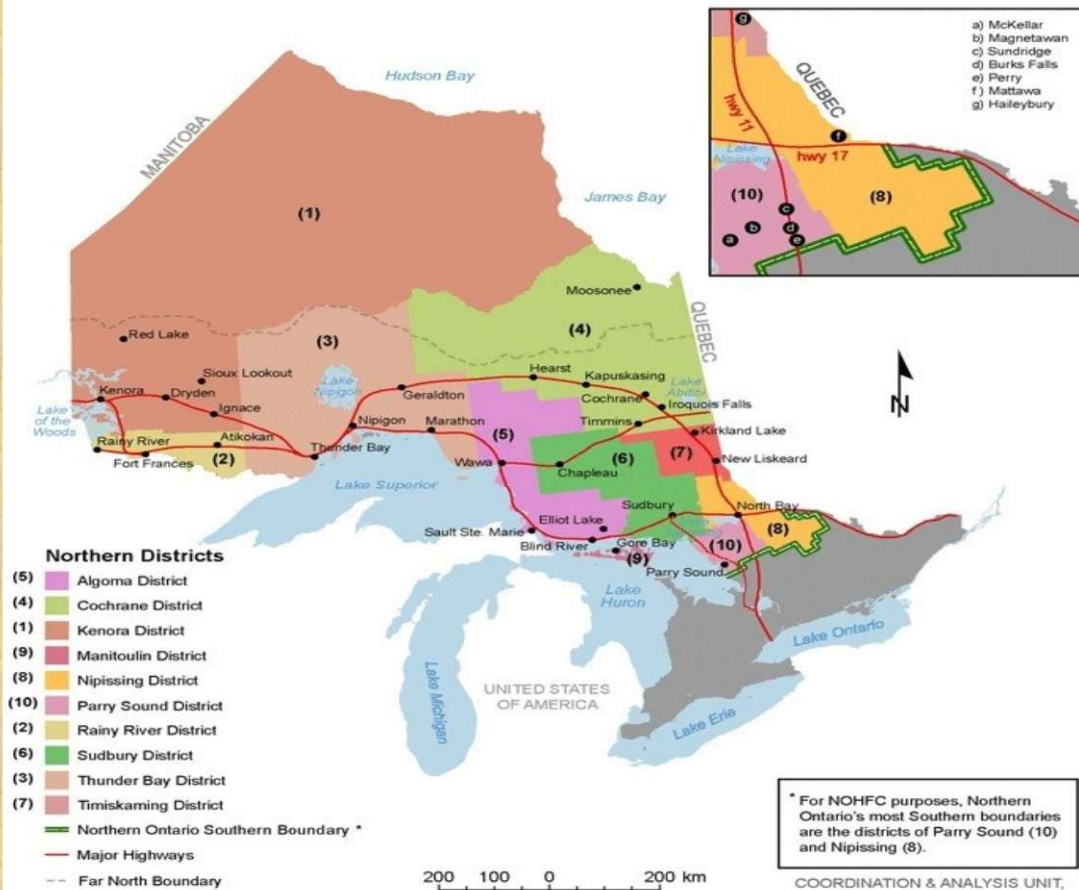 Hudson Bay
MANITOBA
James Bay
(1)
Moosonee
QUEBEC
(4)
(3)
Red Lake
Sioux Lookout
Lake
Nipigon
Hearst
Kapuskasing
Lake
Abitibi
Kenora
Dryden
Geraldton
Cochrane
Iroquois Falls
Lake
of the
Woods
Ignace
Nipigon
Marathon
Timmins
Kirkland Lake
Rainy River
Atikokan
(5)
(7)
Fort Frances
(2)
Thunder Bay
Wawa
(6)
Chapleau
New Liskeard
Lake Superior
Sudbury
North Bay
Elliot Lake
(8)
Sault Ste. Marie
Blind River
Gore Bay
(10)
(9)
Parry Sound
Lake
Huron
Lake Ontario
Lake Michigan
UNITED STATES
OF AMERICA
Lake Erie
N
g
QUEBEC
hwy 11
f
Lake
Nipissing
hwy 17
(10)
(8)
c
b
d
a
e
a) McKellar
b) Magnetawan
c) Sundridge
d) Burks Falls
e) Perry
f) Mattawa
g) Haileybury
Northern Districts
(5) Algoma District
(4) Cochrane District
(1) Kenora District
(9) Manitoulin District
(8) Nipissing District
(10) Parry Sound District
(2) Rainy River District
(6) Sudbury District
(3) Thunder Bay District
(7) Timiskaming District
Northern Ontario Southern Boundary *
Major Highways
Far North Boundary
200 100 0 200 km
* For NOHFC purposes, Northern
Ontario's most Southern boundaries
are the districts of Parry Sound (10)
and Nipissing (8).
COORDINATION & ANALYSIS UNIT,